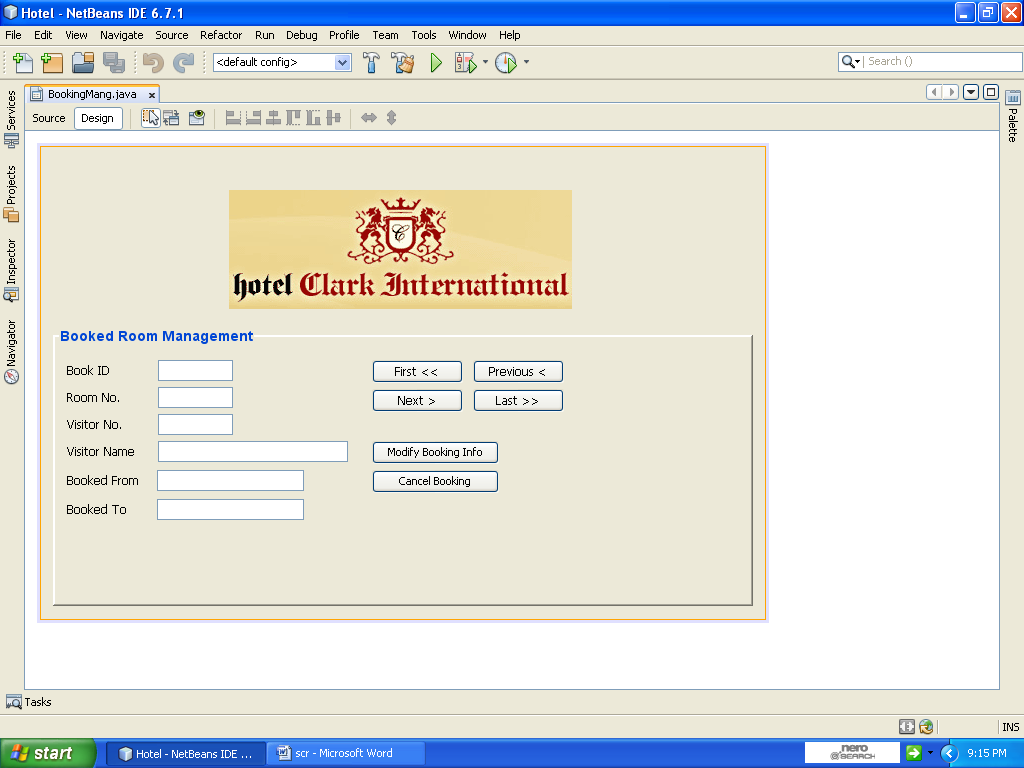 Hotel - NetBeans IDE 6.7.1
File Edit View Navigate Source Refactor Run Debug Profile Team Tools Window Help
<default config> Search ()
BookingMang.java x
Source Design
Services
Projects
Inspector
Navigator
Palette
C
hotel Clark International
Booked Room Management
Book ID First << Previous <
Room No. Next > Last >>
Visitor No.
Visitor Name Modify Booking Info
Booked From Cancel Booking
Booked To
Tasks
INS
start Hotel - NetBeans IDE ... scr - Microsoft Word nero @SEARCH 9:15 PM